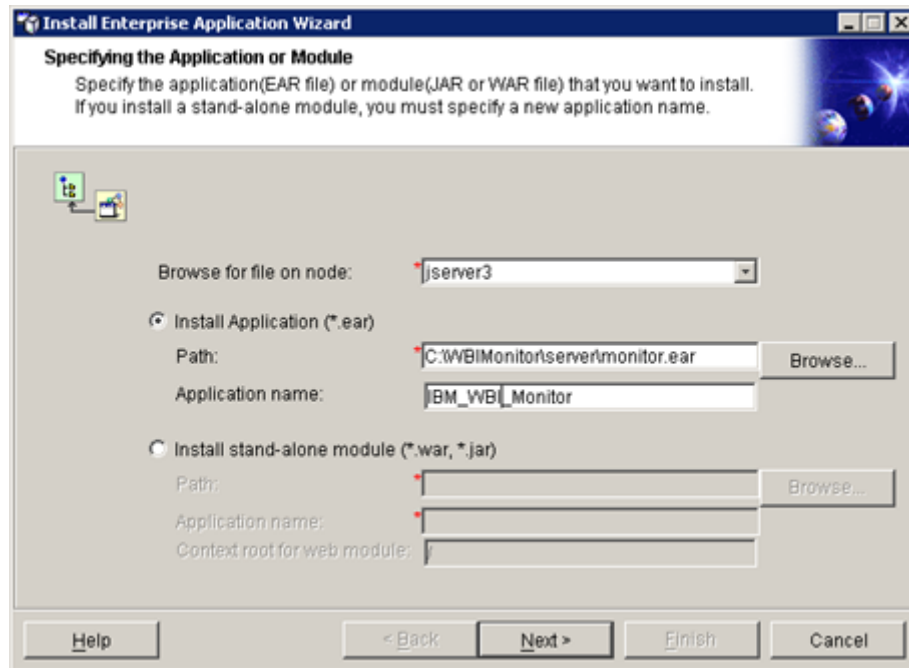 Install Enterprise Application Wizard
Specifying the Application or Module
Specify the application(EAR file) or module(JAR or WAR file) that you want to install.
If you install a stand-alone module, you must specify a new application name.
Browse for file on node: *jserver3
Install Application (*.ear)
Path: *C:\WBIMonitor\server\monitor.ear Browse...
Application name: IBM_WBI_Monitor
Install stand-alone module (*.war, *.jar)
Path: * Browse...
Application name: *
Context root for web module: /
Help < Back Next > Finish Cancel